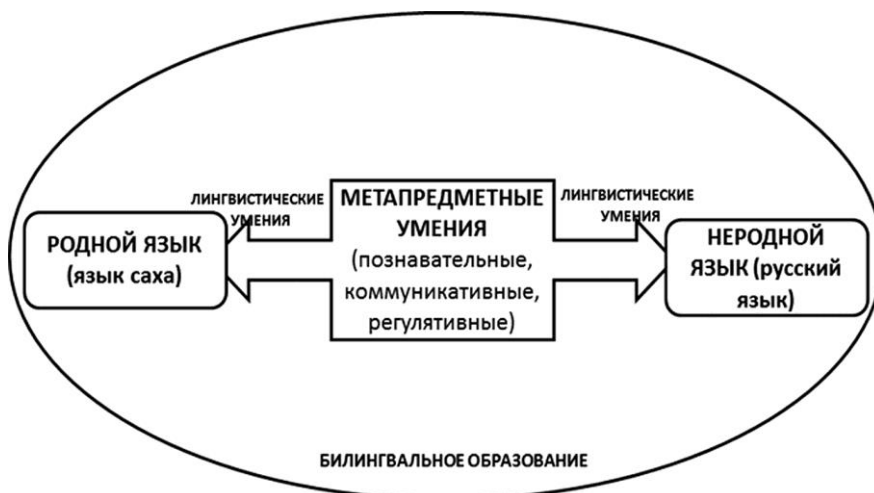 ЛИНГВИСТИЧЕСКИЕ
УМЕНИЯ
РОДНОЙ ЯЗЫК
(язык саха)
МЕТАПРЕДМЕТНЫЕ
УМЕНИЯ
(познавательные,
коммуникативные,
регулятивные)
ЛИНГВИСТИЧЕСКИЕ
УМЕНИЯ
НЕРОДНОЙ
ЯЗЫК (русский
язык)
БИЛИНГВАЛЬНОЕ ОБРАЗОВАНИЕ